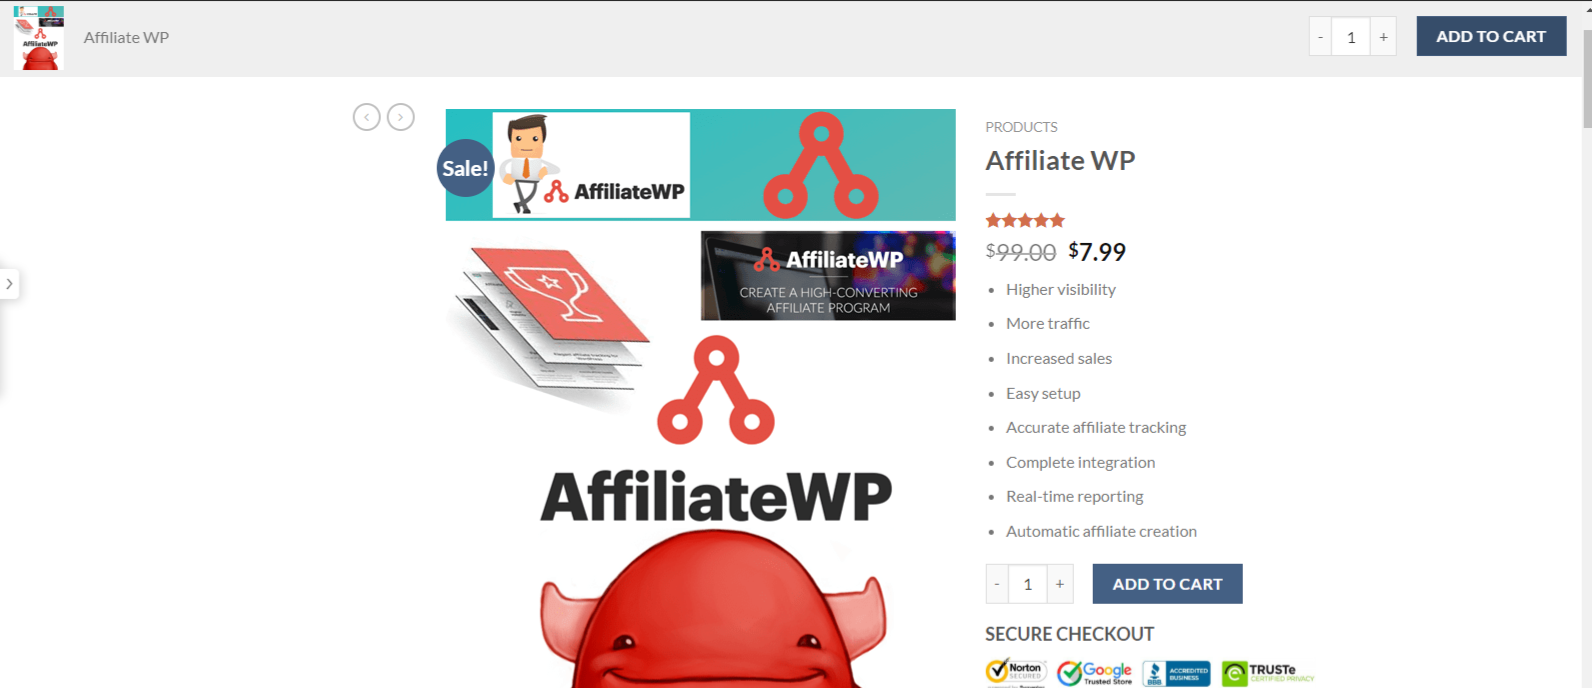 AffiliateWP
Affiliate WP
- 1 +
ADD TO CART
Sale!
AffiliateWP
AffiliateWP
CREATE A HIGH-CONVERTING
AFFILIATE PROGRAM
AffiliateWP
PRODUCTS
Affiliate WP
$99.00 $7.99
• Higher visibility
• More traffic
• Increased sales
• Easy setup
• Accurate affiliate tracking
• Complete integration
• Real-time reporting
• Automatic affiliate creation
- 1 +
ADD TO CART
SECURE CHECKOUT
Norton
SECURED
Google
Trusted Store
BBB
ACCREDITED
BUSINESS
TRUSTe
CERTIFIED PRIVACY